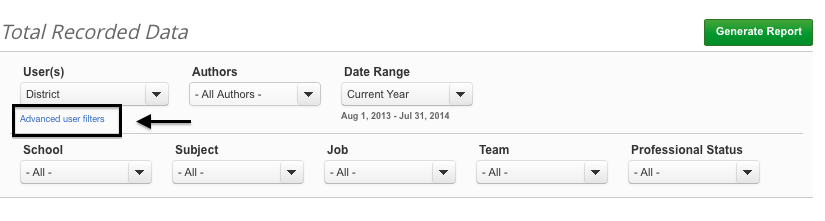 Total Recorded Data
Generate Report
User(s) Authors Date Range
District - All Authors - Current Year
Advanced user filters Aug 1, 2013 - Jul 31, 2014
School Subject Job Team Professional Status
- All - - All - - All - - All - - All -